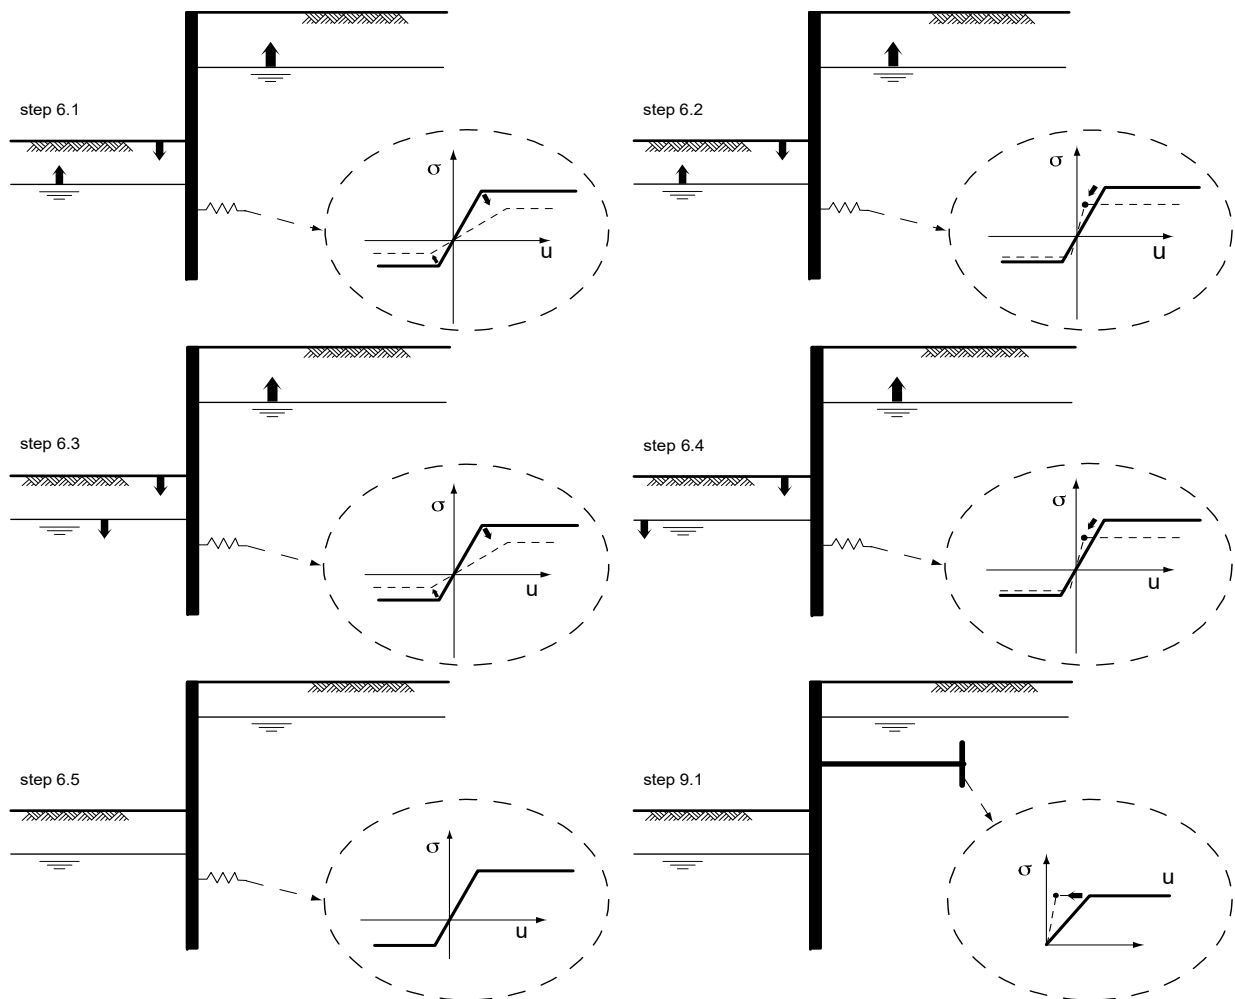 step 6.1
σ
u
step 6.2
σ
u
step 6.3
σ
u
step 6.4
σ
u
step 6.5
σ
u
step 9.1
σ
u